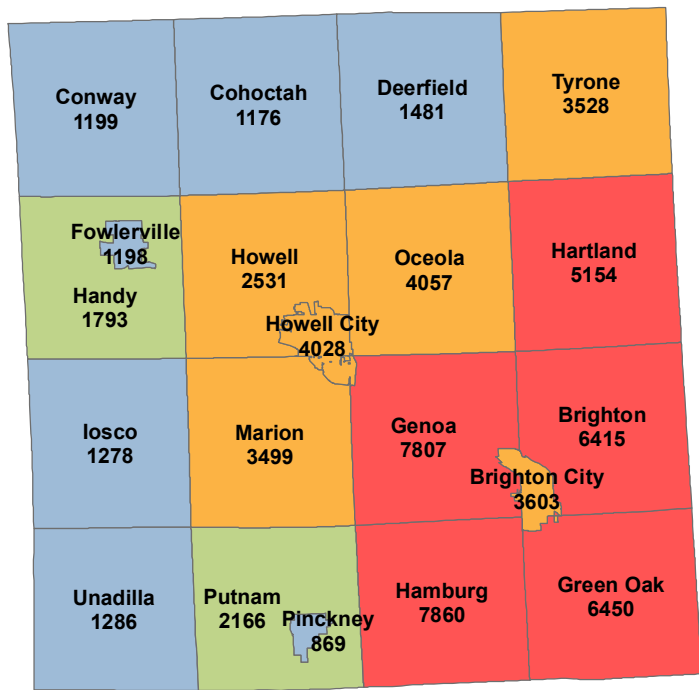 Conway
1199
Cohoctah
1176
Deerfield
1481
Tyrone
3528
Fowlerville
1198
Handy
1793
Howell
2531
Oceola
4057
Hartland
5154
Howell City
4028
Iosco
1278
Marion
3499
Genoa
7807
Brighton
6415
Brighton City
3603
Unadilla
1286
Putnam
2166
Pinckney
869
Hamburg
7860
Green Oak
6450